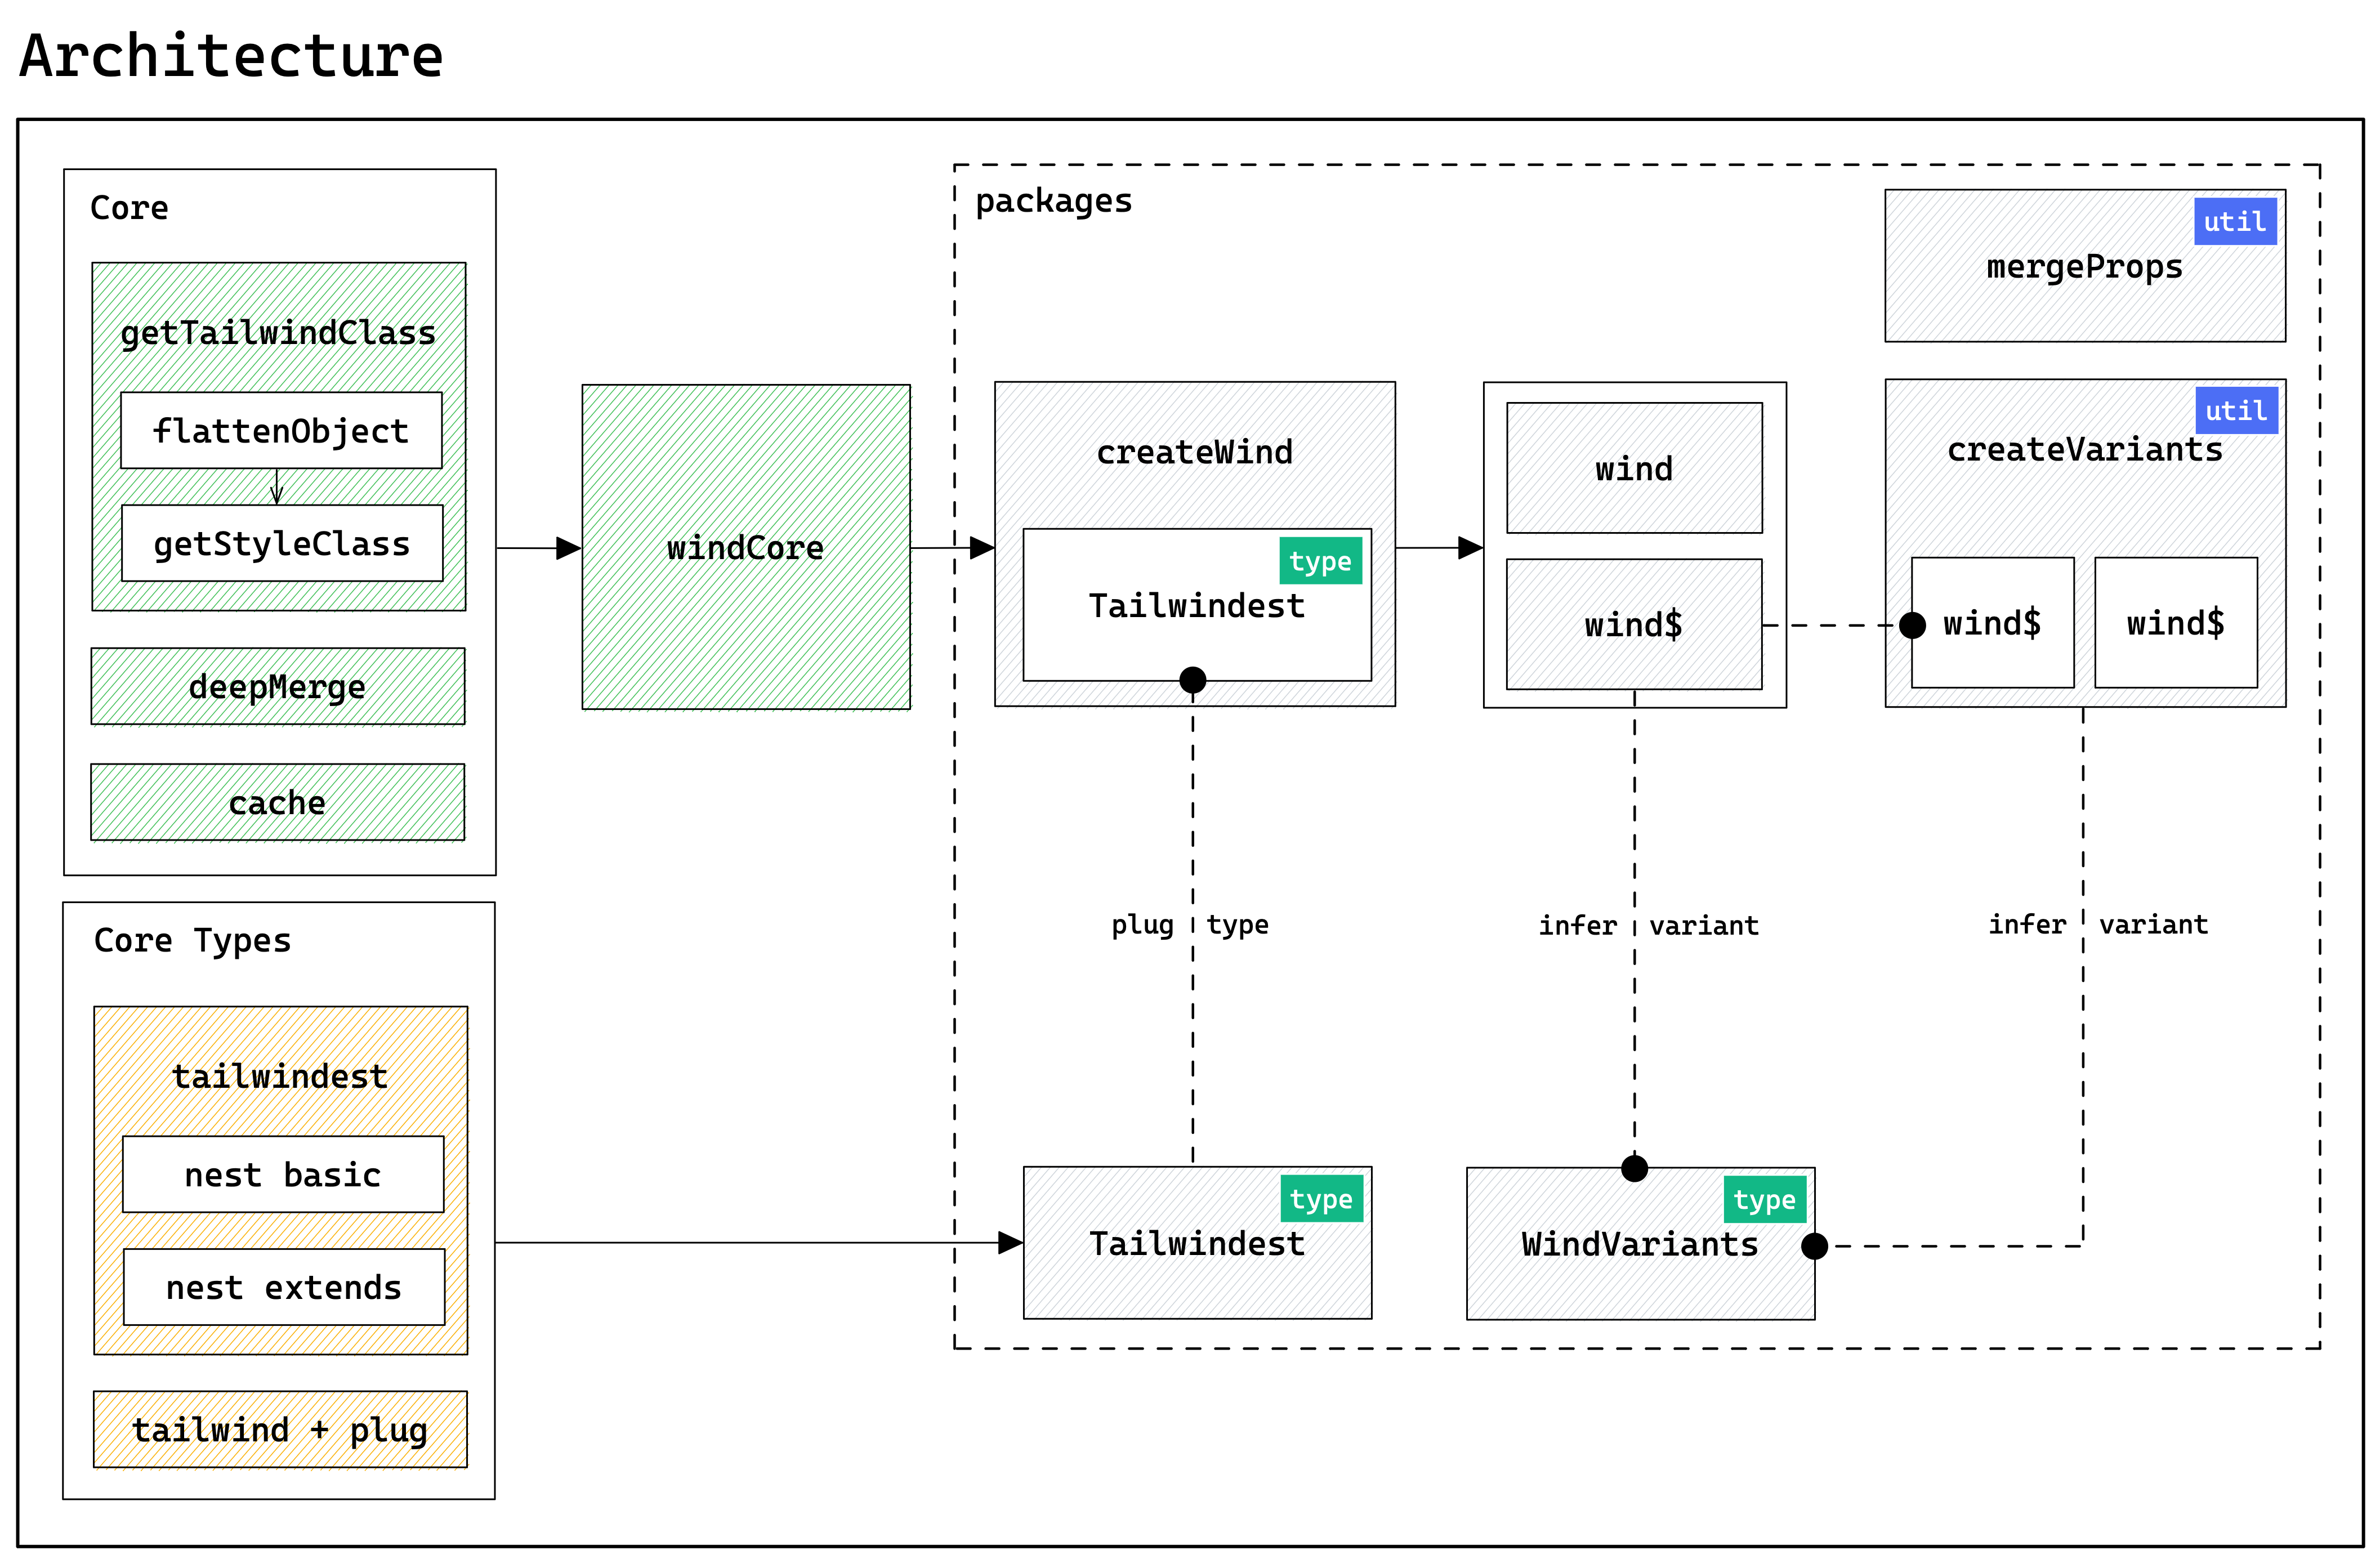 Architecture
Core
getTailwindClass
flattenObject
getStyleClass
deepMerge
cache
Core Types
tailwindest
nest basic
nest extends
tailwind + plug
windCore
packages
createWind
type
Tailwindest
wind
wind$
util
mergeProps
util
createVariants
wind$
wind$
plug type
infer variant
infer variant
type
Tailwindest
type
WindVariants